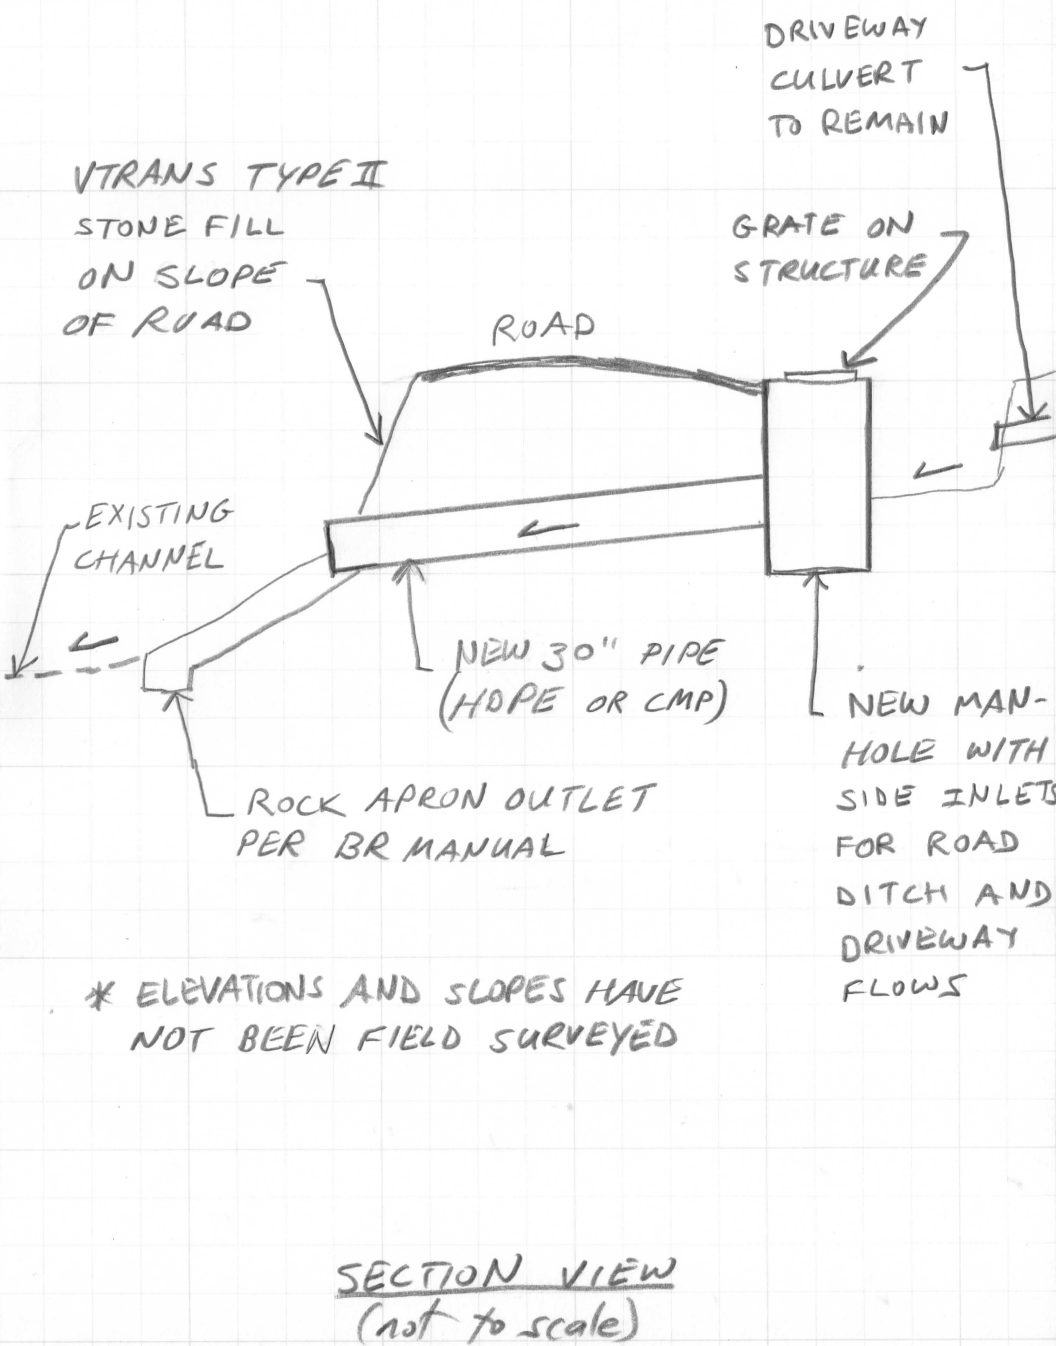 DRIVEWAY
CULVERT
TO REMAIN
VTRANS TYPE II
STONE FILL
ON SLOPE
OF ROAD
GRATE ON
STRUCTURE
ROAD
EXISTING
CHANNEL
NEW 30" PIPE
(HDPE OR CMP)
NEW MAN-
HOLE WITH
SIDE INLETS
FOR ROAD
DITCH AND
DRIVEWAY
FLOWS
ROCK APRON OUTLET
PER BR MANUAL
* ELEVATIONS AND SLOPES HAVE
NOT BEEN FIELD SURVEYED
SECTION VIEW
(not to scale)